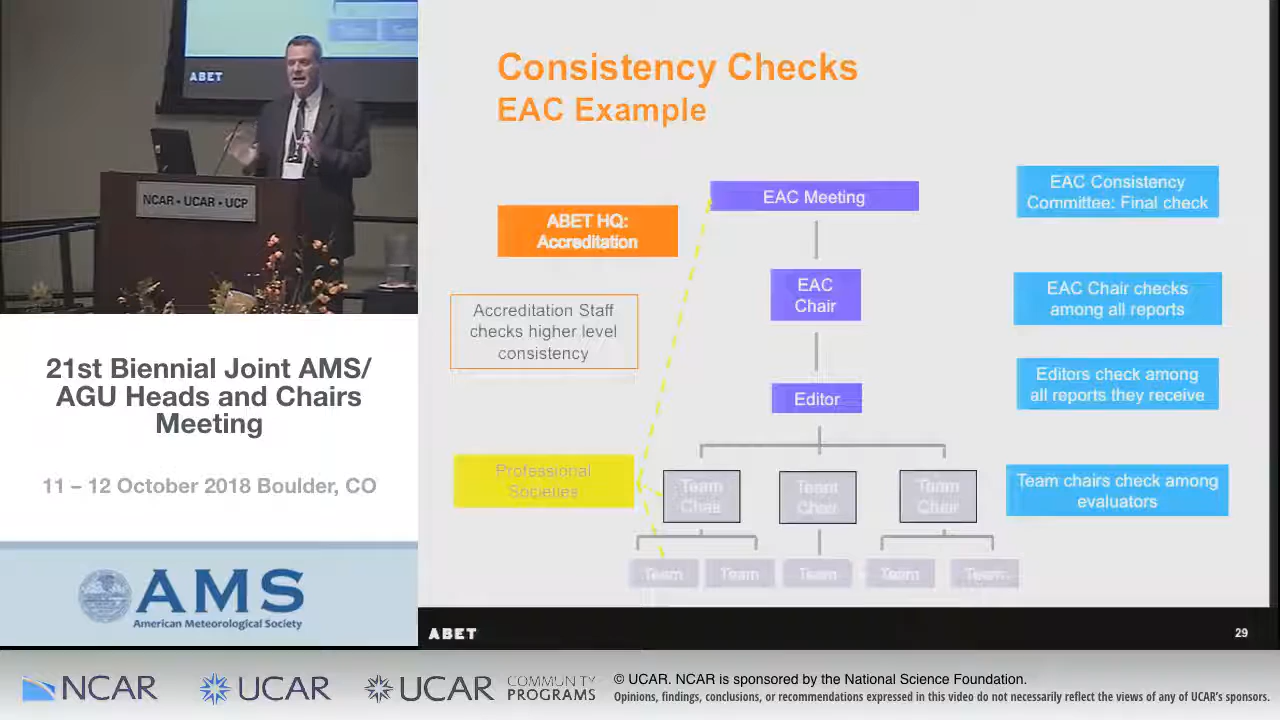 ABET
NCAR • UCAR • UCP
21st Biennial Joint AMS/
AGU Heads and Chairs
Meeting
11 – 12 October 2018 Boulder, CO
AMS
American Meteorological Society
Consistency Checks
EAC Example
EAC Meeting
EAC Consistency
Committee: Final check
ABET HQ:
Accreditation
EAC
Chair
EAC Chair checks
among all reports
Accreditation Staff
checks higher level
consistency
Editor
Editors check among
all reports they receive
Professional
Societies
Team
Chair
Team
Chair
Team
Chair
Team chairs check among
evaluators
Team
Team
Team
Team
Team
ABET
29
NCAR
UCAR
UCAR
COMMUNITY
PROGRAMS
© UCAR. NCAR is sponsored by the National Science Foundation.
Opinions, findings, conclusions, or recommendations expressed in this video do not necessarily reflect the views of any of UCAR's sponsors.